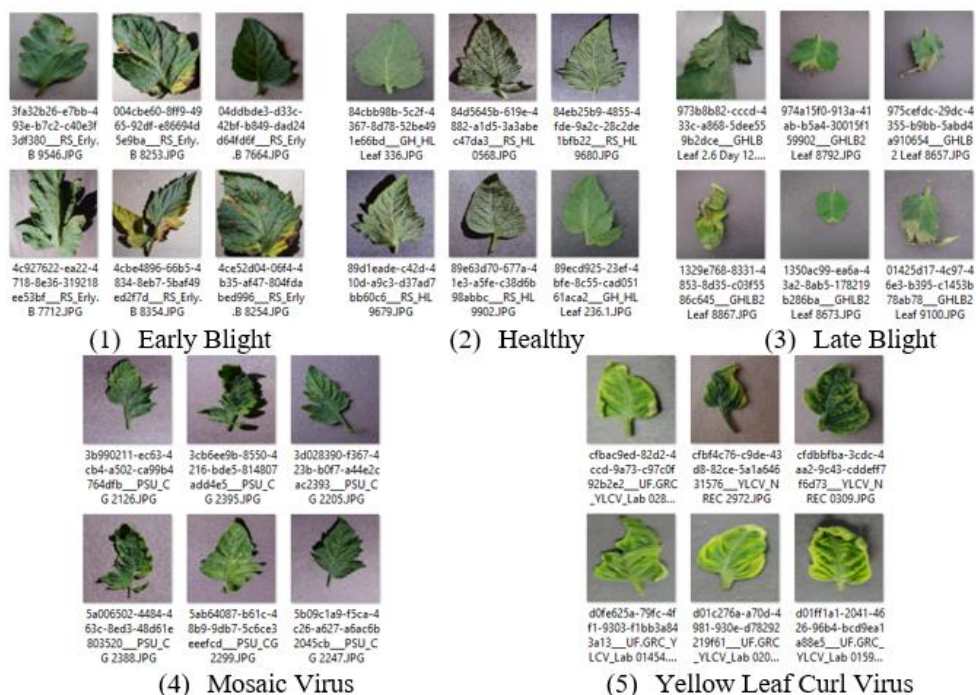 3fa32b26-e7bb-4
93e-b7c2-c40e3f
3df380___RS_Erly.
B 9546.JPG
004cbe60-8ff9-49
65-92df-e86694d
5e9ba___RS_Erly.
B 8253.JPG
04ddbde3-d33c-
42bf-b849-dad24
d64fd6f___RS_Erly.
B 7664.JPG
4c927622-ea22-4
718-8e36-319218
ee53bf___RS_Erly.
B 7712.JPG
4cbe4896-66b5-4
834-8eb7-5baf49
ed2f7d___RS_Erly.
B 8354.JPG
4ce52d04-06f4-4
b35-af47-804fda
bed996___RS_Erly.
B 8254.JPG
(1) Early Blight
84cbb98b-5c2f-4
367-8d78-52be49
1e66bd___GH_HL
Leaf 336.JPG
84d5645b-619e-4
882-a1d5-3a3abe
c47da3___RS_HL
0568.JPG
84eb25b9-4855-4
fde-9a2c-28c2de
1bfb22___RS_HL
9680.JPG
89d1eade-c42d-4
10d-a9c3-d37ad7
bb60c6___RS_HL
9679.JPG
89e63d70-677a-4
1e3-a5fe-c38d6b
98abbc___RS_HL
9902.JPG
89ecd925-23ef-4
bfe-8c55-cad051
61aca2___GH_HL
Leaf 236.1.JPG
(2) Healthy
973b8b82-cccd-4
33c-a868-5dee55
9b2dce___GHLB
Leaf 2.6 Day 12....
974a15f0-913a-41
ab-b5a4-30015f1
59902___GHLB2
Leaf 8792.JPG
975cefdc-29dc-4
355-b9bb-5abd4
a910654___GHLB
2 Leaf 8657.JPG
1329e768-8331-4
853-8d35-c03f55
86c645___GHLB2
Leaf 8867.JPG
1350ac99-ea6a-4
3a2-8ab5-178219
b286ba___GHLB2
Leaf 8673.JPG
01425d17-4c97-4
6e3-b395-c1453b
78ab78___GHLB2
Leaf 9100.JPG
(3) Late Blight
3b990211-ec63-4
cb4-a502-ca99b4
764dfb___PSU_C
G 2126.JPG
3cb6ee9b-8550-4
216-bde5-814807
add4e5___PSU_C
G 2395.JPG
3d028390-f367-4
23b-b0f7-a44e2c
ac2393___PSU_C
G 2205.JPG
5a006502-4484-4
63c-8ed3-48d61e
803520___PSU_C
G 2388.JPG
5ab64087-b61c-4
8b9-9db7-5c6ce3
eeefcd___PSU_CG
2299.JPG
5b09c1a9-f5ca-4
c26-a627-a6ac6b
2045cb___PSU_C
G 2247.JPG
(4) Mosaic Virus
cfbac9ed-82d2-4
ccd-9a73-c97c0f
92b2e2___UF.GRC
_YLCV_Lab 028...
cfbf4c76-c9de-43
d8-82ce-5a1a646
31576___YLCV_N
REC 2972.JPG
cfdbbfba-3cdc-4
aa2-9c43-cddeff7
f6d73___YLCV_N
REC 0309.JPG
d0fe625a-79fc-4f
f1-9303-f1bb3a84
3a13___UF.GRC_Y
LCV_Lab 01454....
d01c276a-a70d-4
981-930e-d78292
219f61___UF.GRC
_YLCV_Lab 020...
d01ff1a1-2041-46
26-96b4-bcd9ea1
a88e5___UF.GRC_
YLCV_Lab 0159...
(5) Yellow Leaf Curl Virus